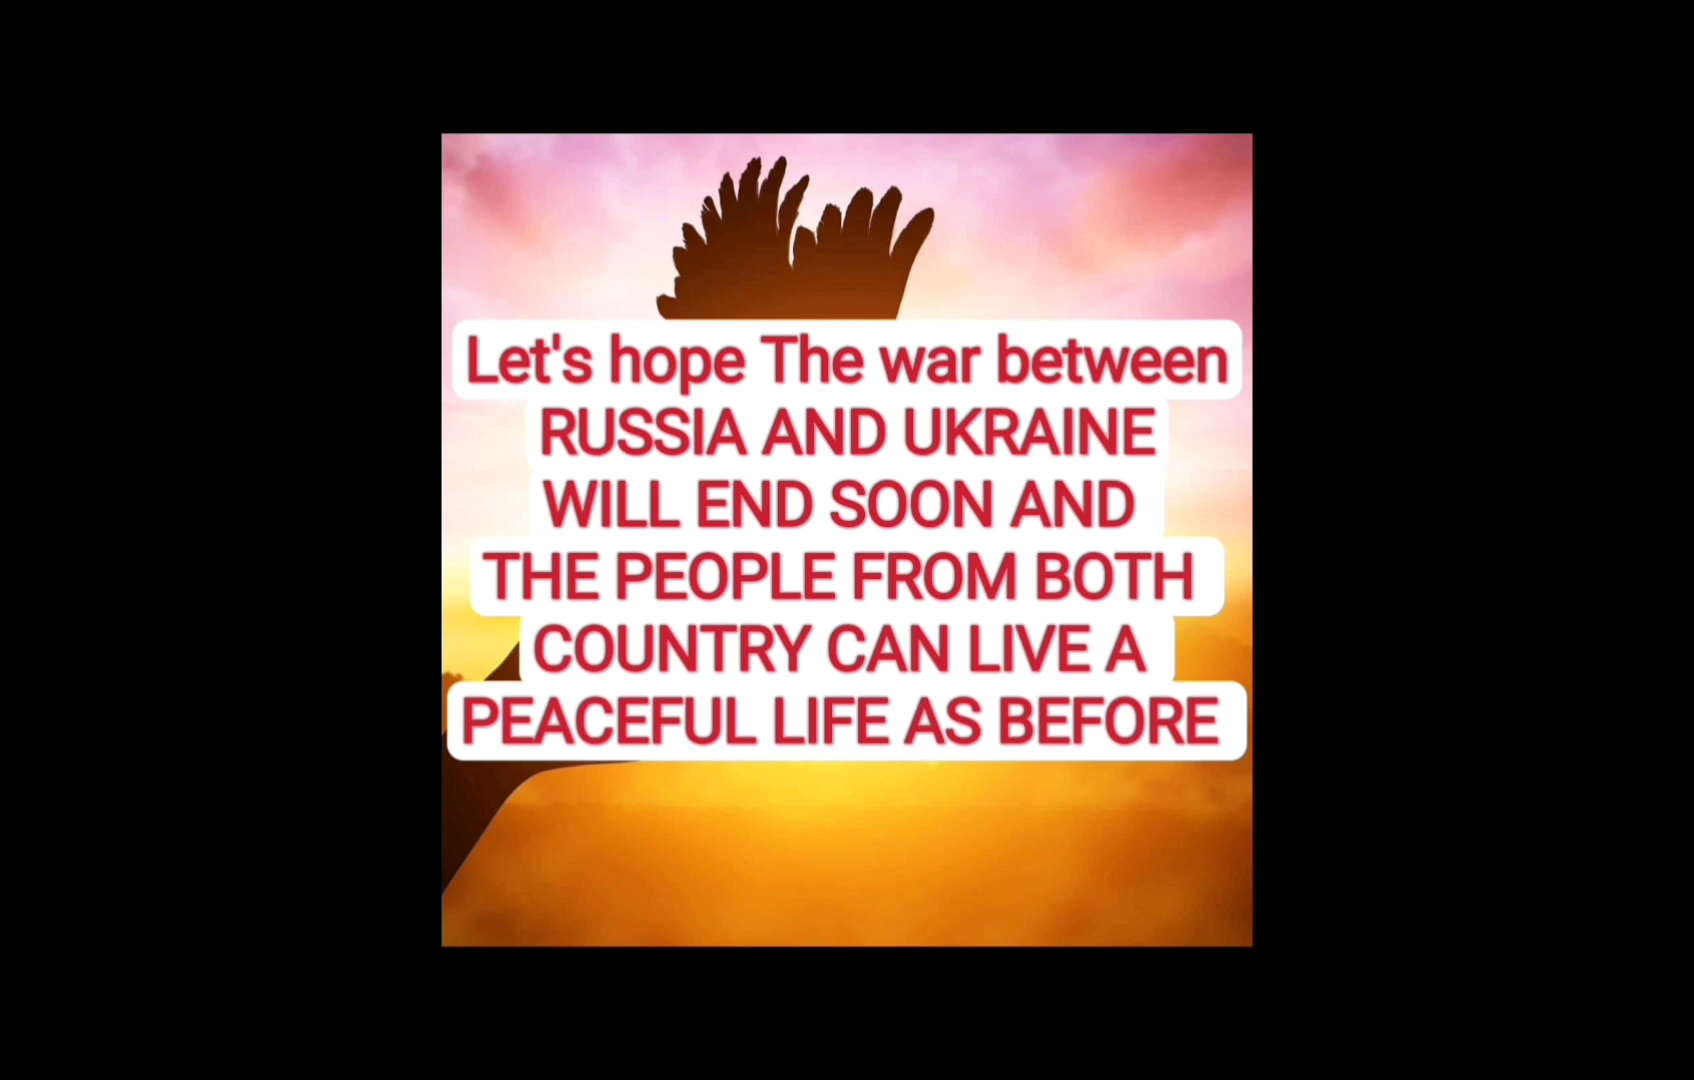 Let's hope The war between
RUSSIA AND UKRAINE
WILL END SOON AND
THE PEOPLE FROM BOTH
COUNTRY CAN LIVE A
PEACEFUL LIFE AS BEFORE